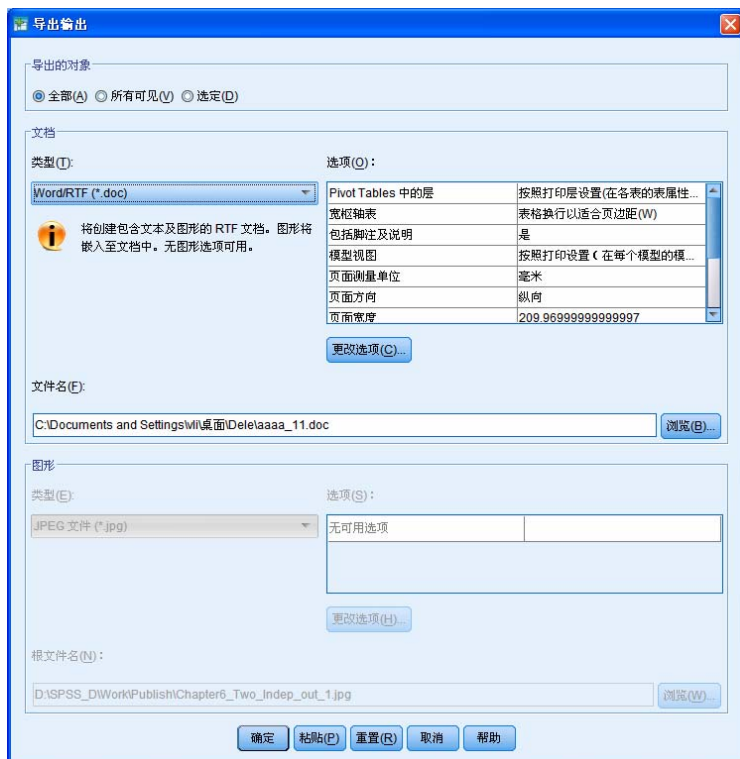 导出输出
导出的对象
全部(A) 所有可见(V) 选定(D)
文档
类型(T):
Word/RTF (*.doc)
将创建包含文本及图形的 RTF 文档。图形将
嵌入至文档中。无图形选项可用。
选项(O):
Pivot Tables 中的层 按照打印层设置(在各表的表属性...
宽枢轴表 表格换行以适合页边距(W)
包括脚注及说明 是
模型视图 按照打印设置(在每个模型的模...
页面测量单位 毫米
页面方向 纵向
页面宽度 209.96999999999997
更改选项(C)...
文件名(F):
C:\Documents and Settings\vli\桌面\Dele\aaaa_11.doc 浏览(B)...
图形
类型(E):
JPEG 文件 (*.jpg)
选项(S):
无可用选项
更改选项(H)...
根文件名(N):
D:\SPSS_D\Work\Publish\Chapter6_Two_Indep_out_1.jpg 浏览(W)...
确定 粘贴(P) 重置(R) 取消 帮助